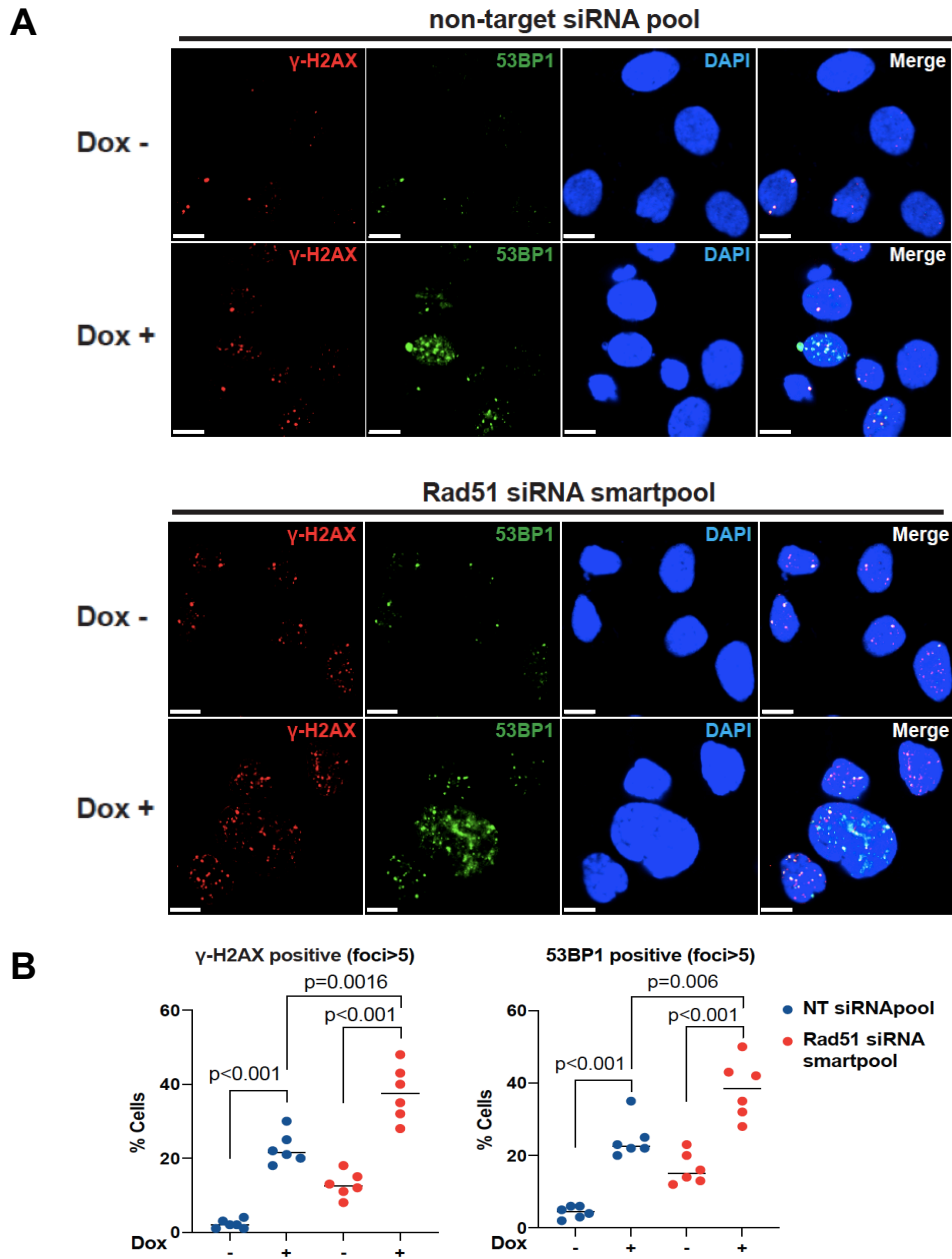 A
non-target siRNA pool
γ-H2AX 53BP1 DAPI Merge
Dox -
γ-H2AX 53BP1 DAPI Merge
Dox +
Rad51 siRNA smartpool
γ-H2AX 53BP1 DAPI Merge
Dox -
γ-H2AX 53BP1 DAPI Merge
Dox +
B
γ-H2AX positive (foci>5)
p=0.0016
p<0.001
p<0.001
60
40
20
0
% Cells
Dox - + - +
53BP1 positive (foci>5)
p=0.006
p<0.001
p<0.001
60
40
20
0
% Cells
Dox - + - +
NT siRNApool
Rad51 siRNA
smartpool